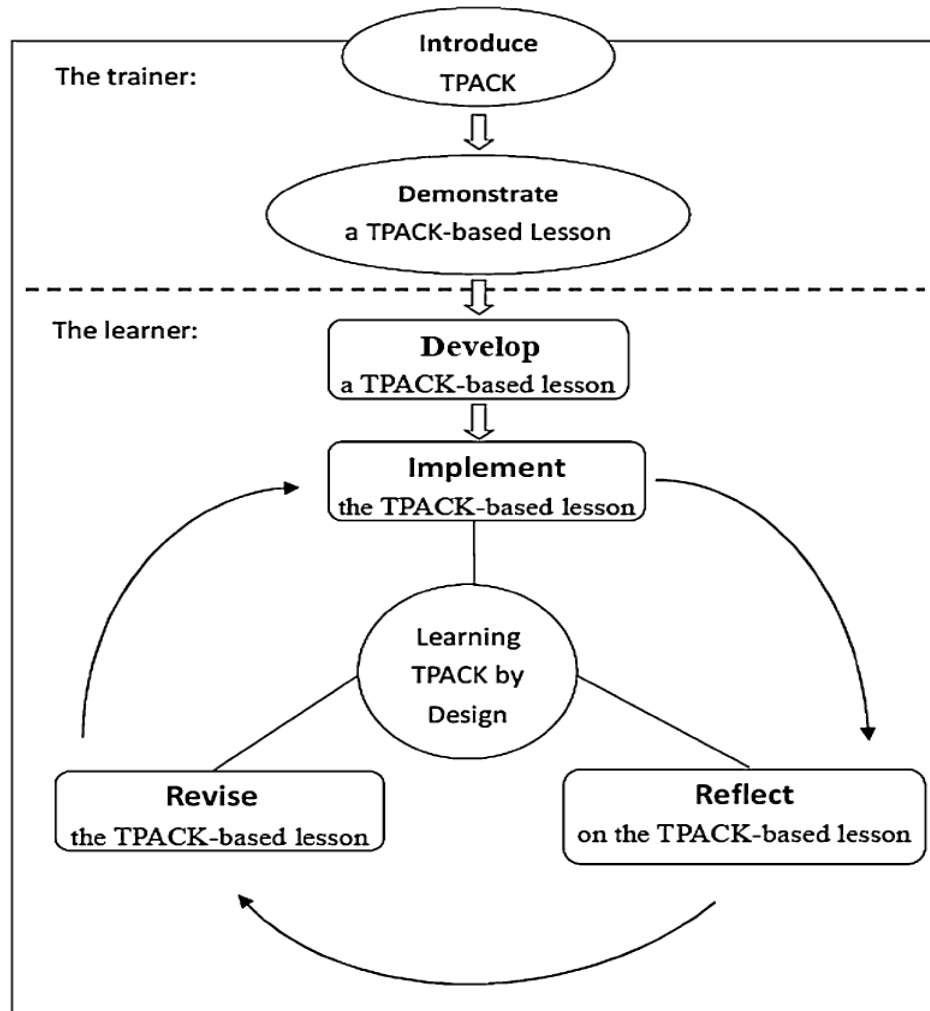 Introduce
TPACK
The trainer:
Demonstrate
a TPACK-based Lesson
The learner:
Develop
a TPACK-based lesson
Implement
the TPACK-based lesson
Learning
TPACK by
Design
Revise
the TPACK-based lesson
Reflect
on the TPACK-based lesson